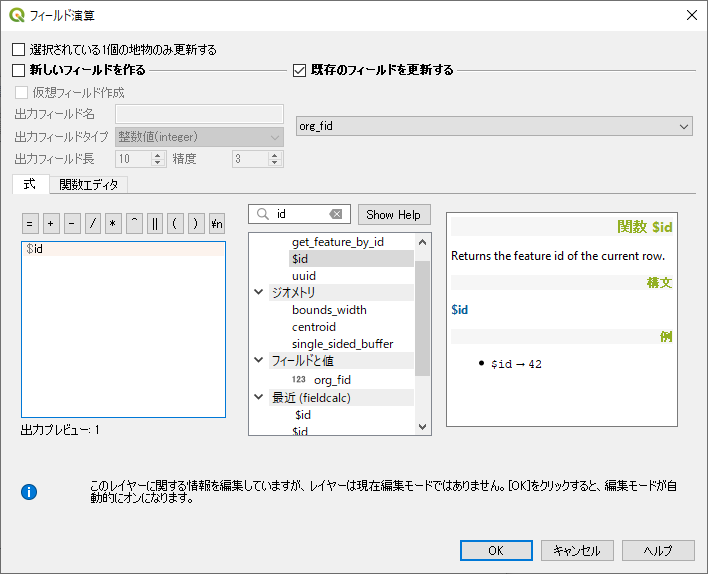 フィールド演算
選択されている1個の地物のみ更新する
新しいフィールドを作る
既存のフィールドを更新する
仮想フィールド作成
出力フィールド名
出力フィールドタイプ 整数値(integer)
出力フィールド長 10 精度 3
org_fid
式 関数エディタ
= + - / * ^ || ( ) ¥n
$id
id
Show Help
get_feature_by_id
$id
uuid
ジオメトリ
bounds_width
centroid
single_sided_buffer
フィールドと値
123 org_fid
最近 (fieldcalc)
$id
$id
関数 $id
Returns the feature id of the current row.
構文
$id
例
• $id → 42
出力プレビュー: 1
このレイヤーに関する情報を編集していますが、レイヤーは現在編集モードではありません。[OK]をクリックすると、編集モードが自
動的にオンになります。
OK キャンセル ヘルプ